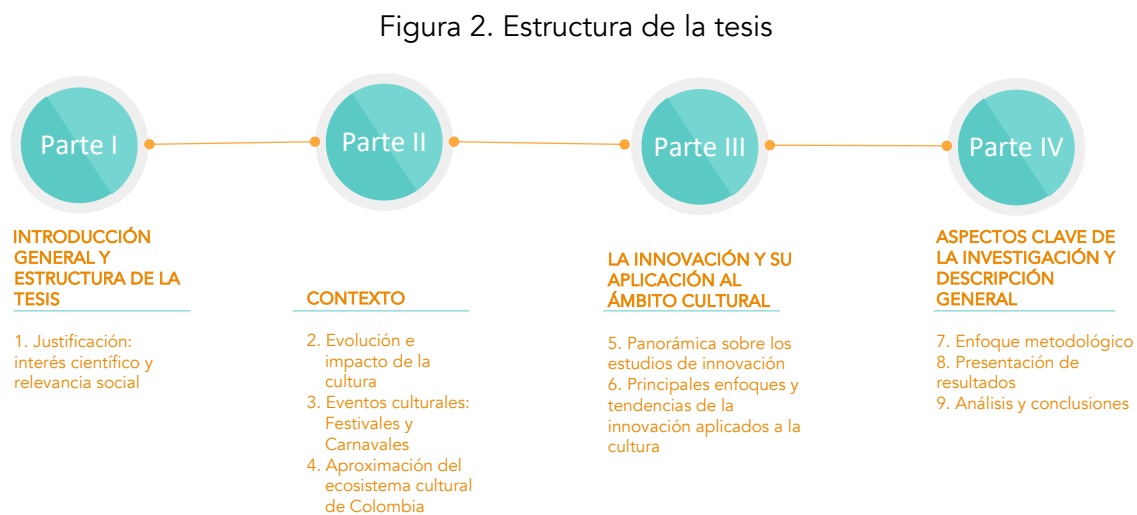 Figura 2. Estructura de la tesis
Parte I
INTRODUCCIÓN
GENERAL Y
ESTRUCTURA DE LA
TESIS
1. Justificación:
interés científico y
relevancia social
Parte II
CONTEXTO
2. Evolución e
impacto de la
cultura
3. Eventos culturales:
Festivales y
Carnavales
4. Aproximación del
ecosistema cultural
de Colombia
Parte III
LA INNOVACIÓN Y SU
APLICACIÓN AL
ÁMBITO CULTURAL
5. Panorámica sobre los
estudios de innovación
6. Principales enfoques y
tendencias de la
innovación aplicados a la
cultura
Parte IV
ASPECTOS CLAVE DE
LA INVESTIGACIÓN Y
DESCRIPCIÓN
GENERAL
7. Enfoque metodológico
8. Presentación de
resultados
9. Análisis y conclusiones